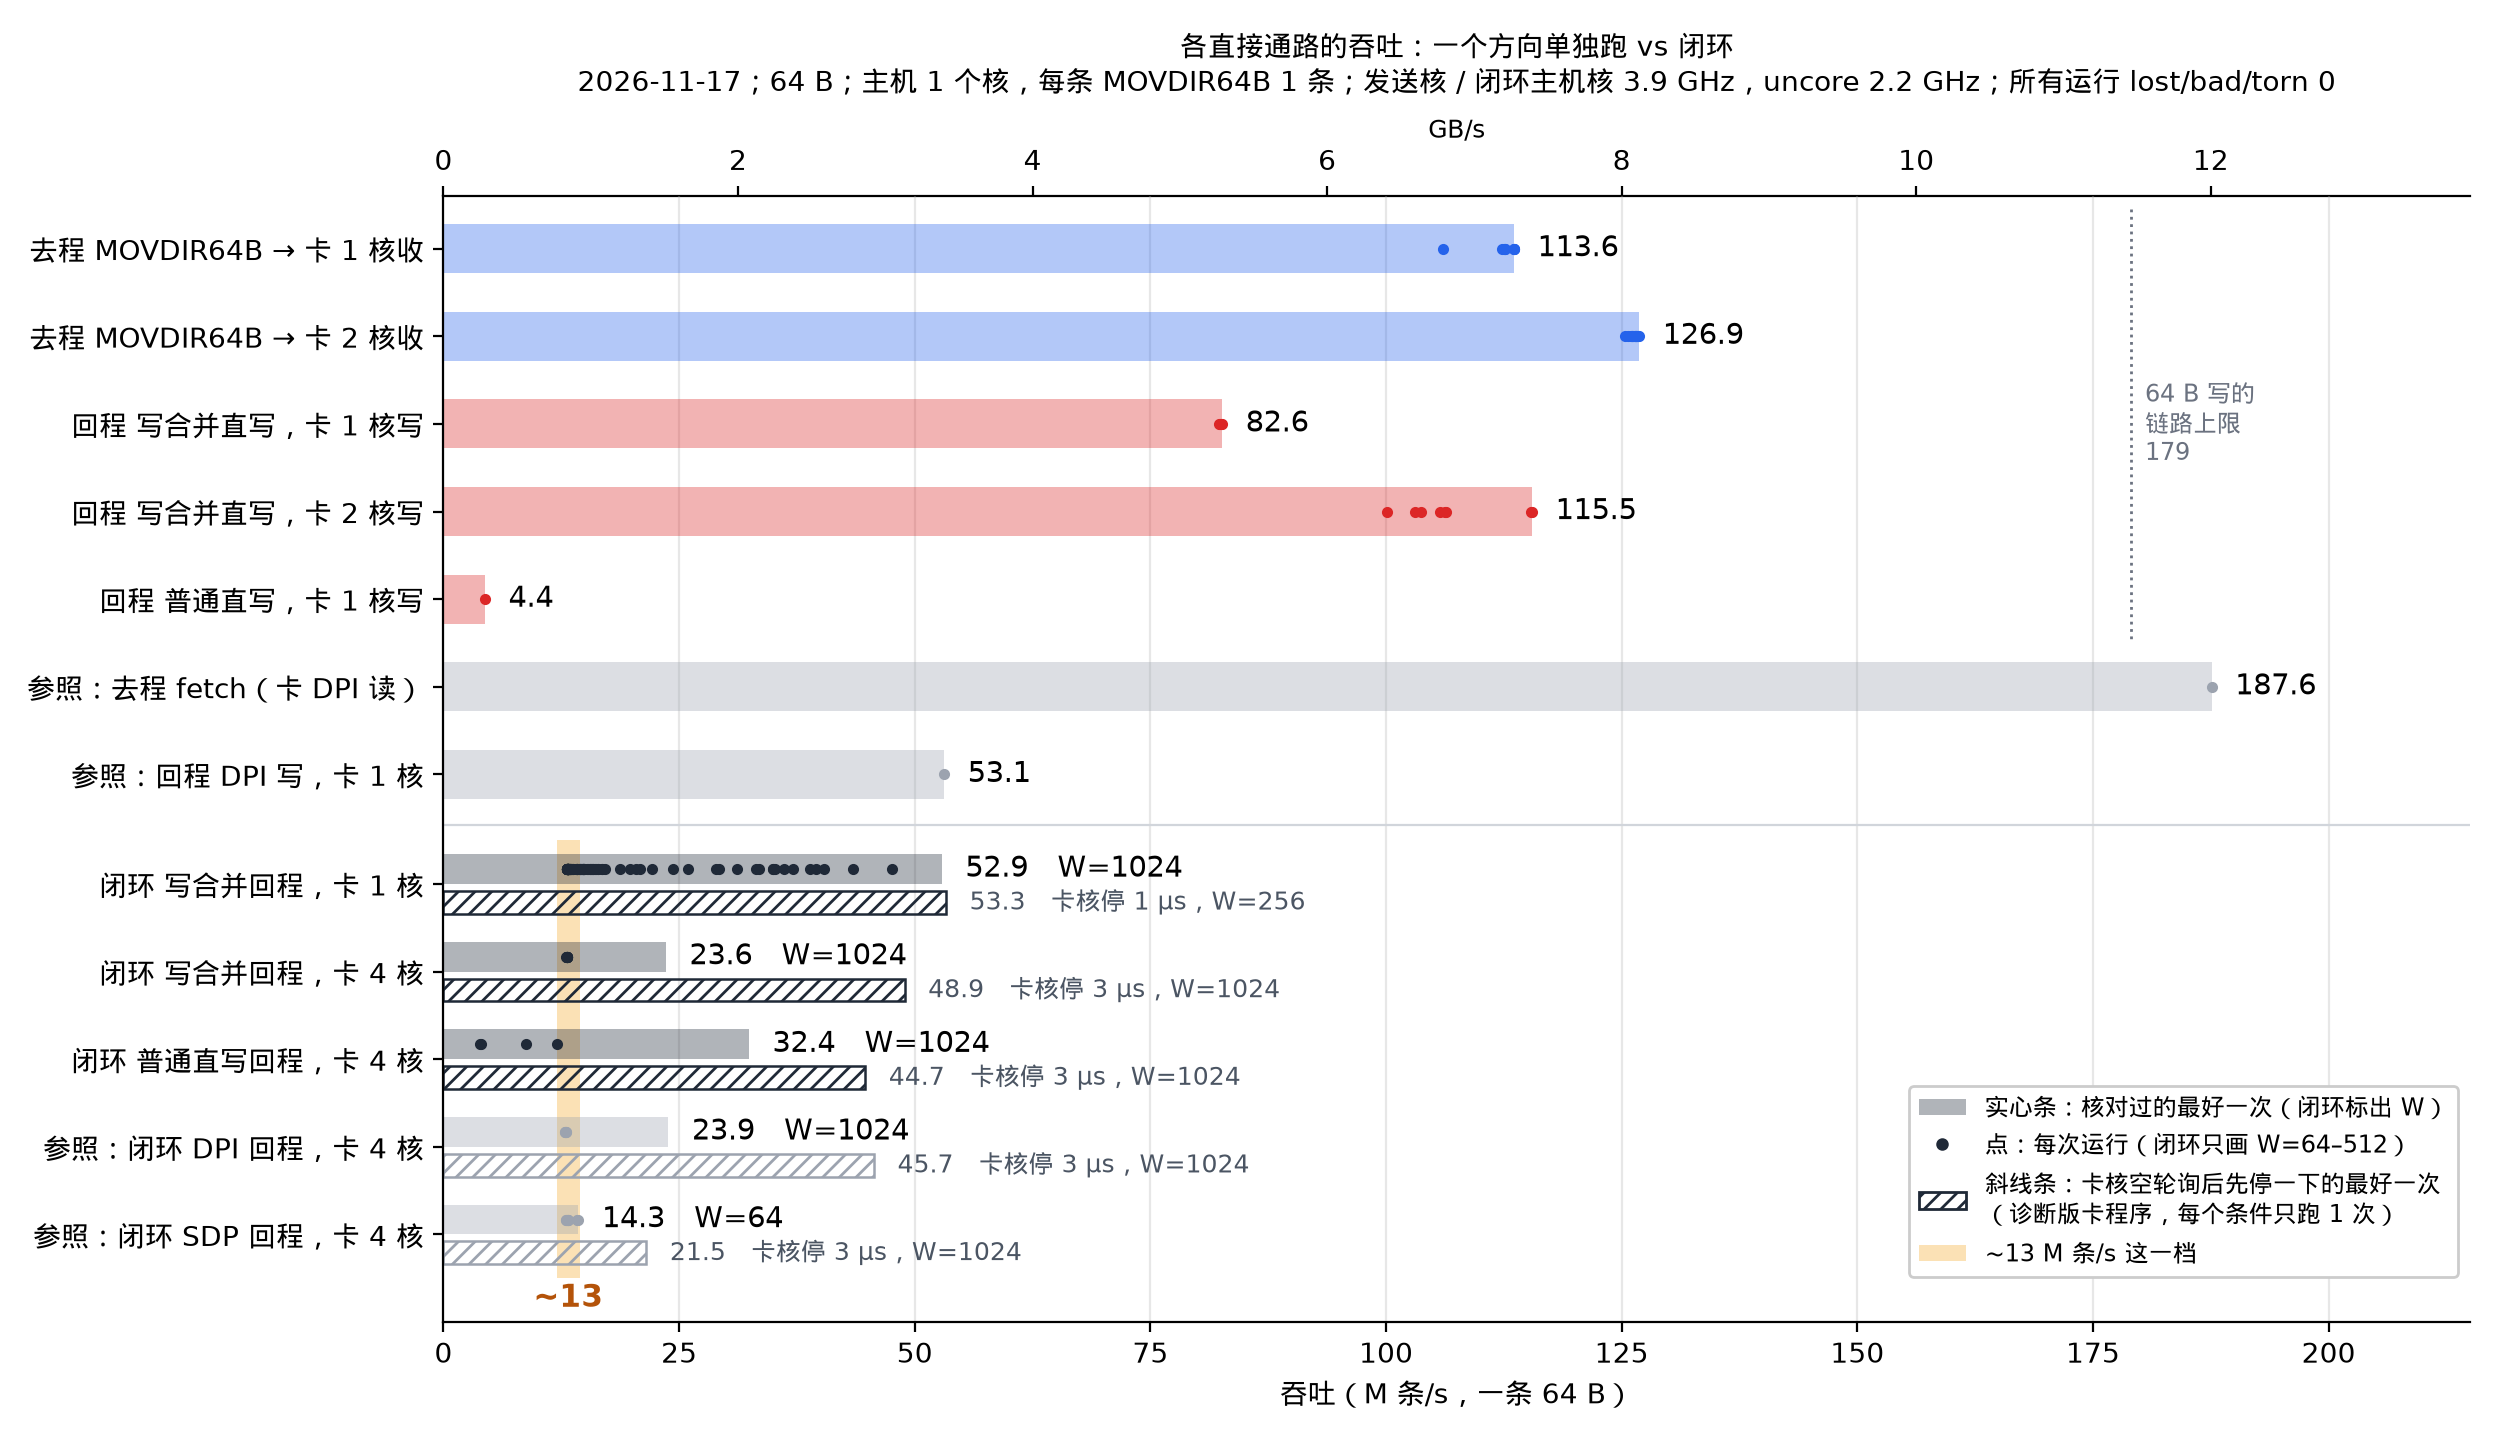 各直接通路的吞吐：一个方向单独跑 vs 闭环
2026-11-17；64 B；主机 1 个核，每条 MOVDIR64B 1 条；发送核 / 闭环主机核 3.9 GHz，uncore 2.2 GHz；所有运行 lost/bad/torn 0
GB/s
0 2 4 6 8 10 12
去程 MOVDIR64B → 卡 1 核收
113.6
去程 MOVDIR64B → 卡 2 核收
126.9
回程 写合并直写，卡 1 核写
82.6
64 B 写的
链路上限
179
回程 写合并直写，卡 2 核写
115.5
回程 普通直写，卡 1 核写
4.4
参照：去程 fetch（卡 DPI 读）
187.6
参照：回程 DPI 写，卡 1 核
53.1
闭环 写合并回程，卡 1 核
52.9 W=1024
53.3 卡核停 1 µs，W=256
闭环 写合并回程，卡 4 核
23.6 W=1024
48.9 卡核停 3 µs，W=1024
闭环 普通直写回程，卡 4 核
32.4 W=1024
44.7 卡核停 3 µs，W=1024
参照：闭环 DPI 回程，卡 4 核
23.9 W=1024
45.7 卡核停 3 µs，W=1024
参照：闭环 SDP 回程，卡 4 核
14.3 W=64
21.5 卡核停 3 µs，W=1024
~13
实心条：核对过的最好一次（闭环标出 W）
点：每次运行（闭环只画 W=64–512）
斜线条：卡核空轮询后先停一下的最好一次
（诊断版卡程序，每个条件只跑 1 次）
~13 M 条/s 这一档
0 25 50 75 100 125 150 175 200
吞吐（M 条/s，一条 64 B）